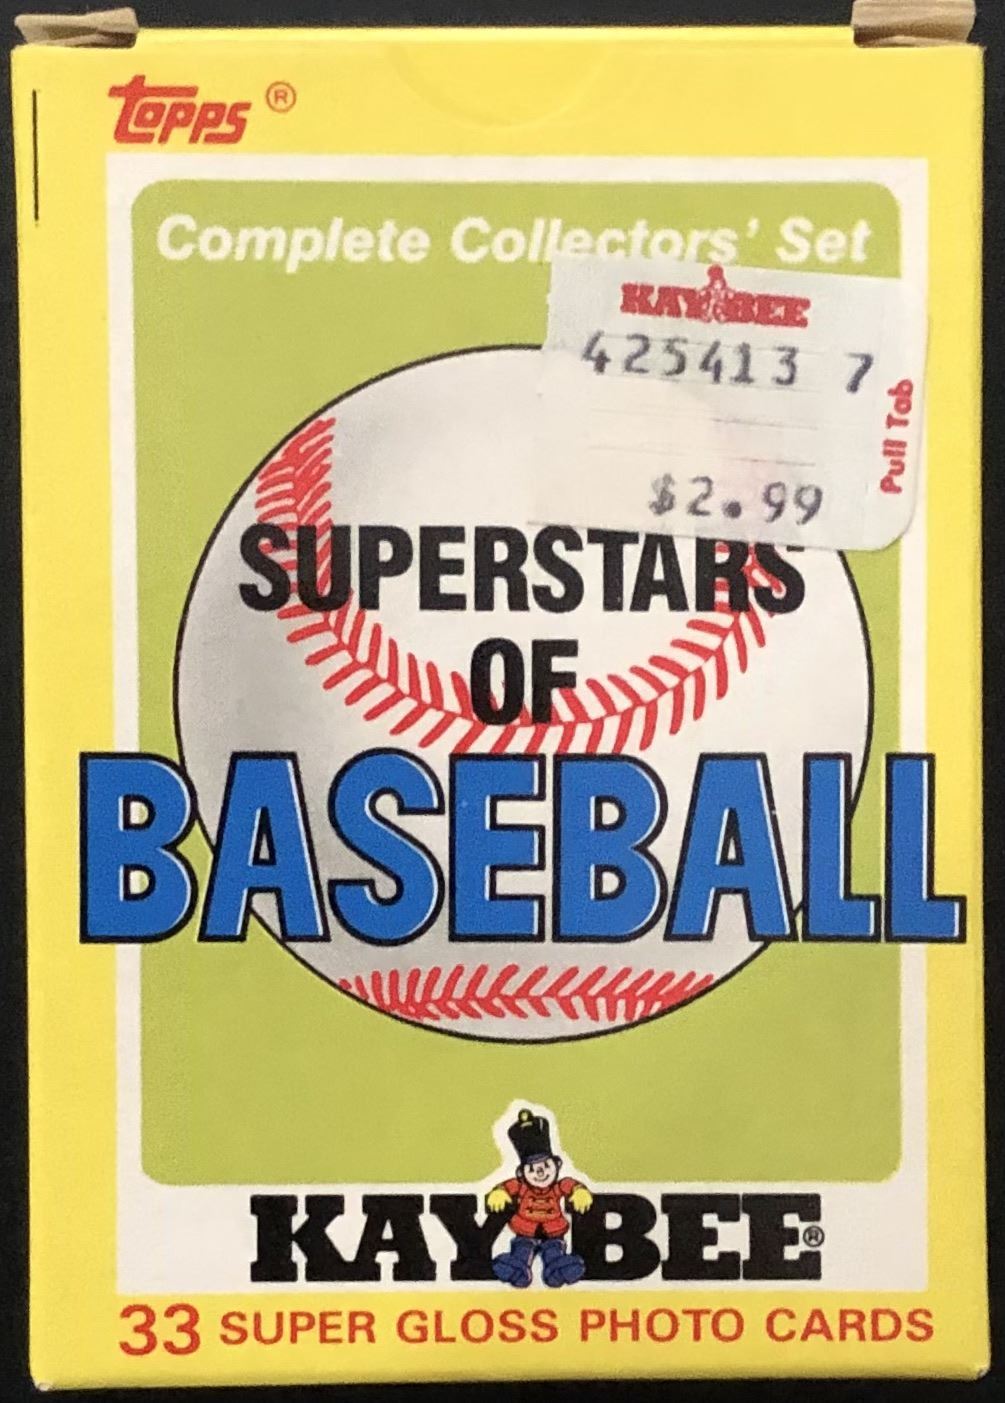 Topps®
Complete Collectors' Set
KAY BEE
425413 7
Pull Tab
$2.99
SUPERSTARS
OF
BASEBALL
KAY BEE®
33 SUPER GLOSS PHOTO CARDS